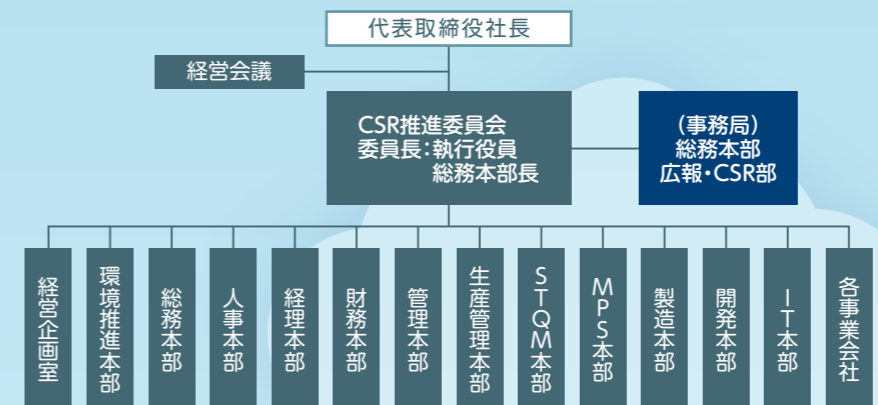 代表取締役社長
経営会議
CSR推進委員会
委員長：執行役員
総務本部長
（事務局）
総務本部
広報・CSR部
経営企画室
環境推進本部
総務本部
人事本部
経理本部
財務本部
管理本部
生産管理本部
STQM本部
MPS本部
製造本部
開発本部
IT本部
各事業会社